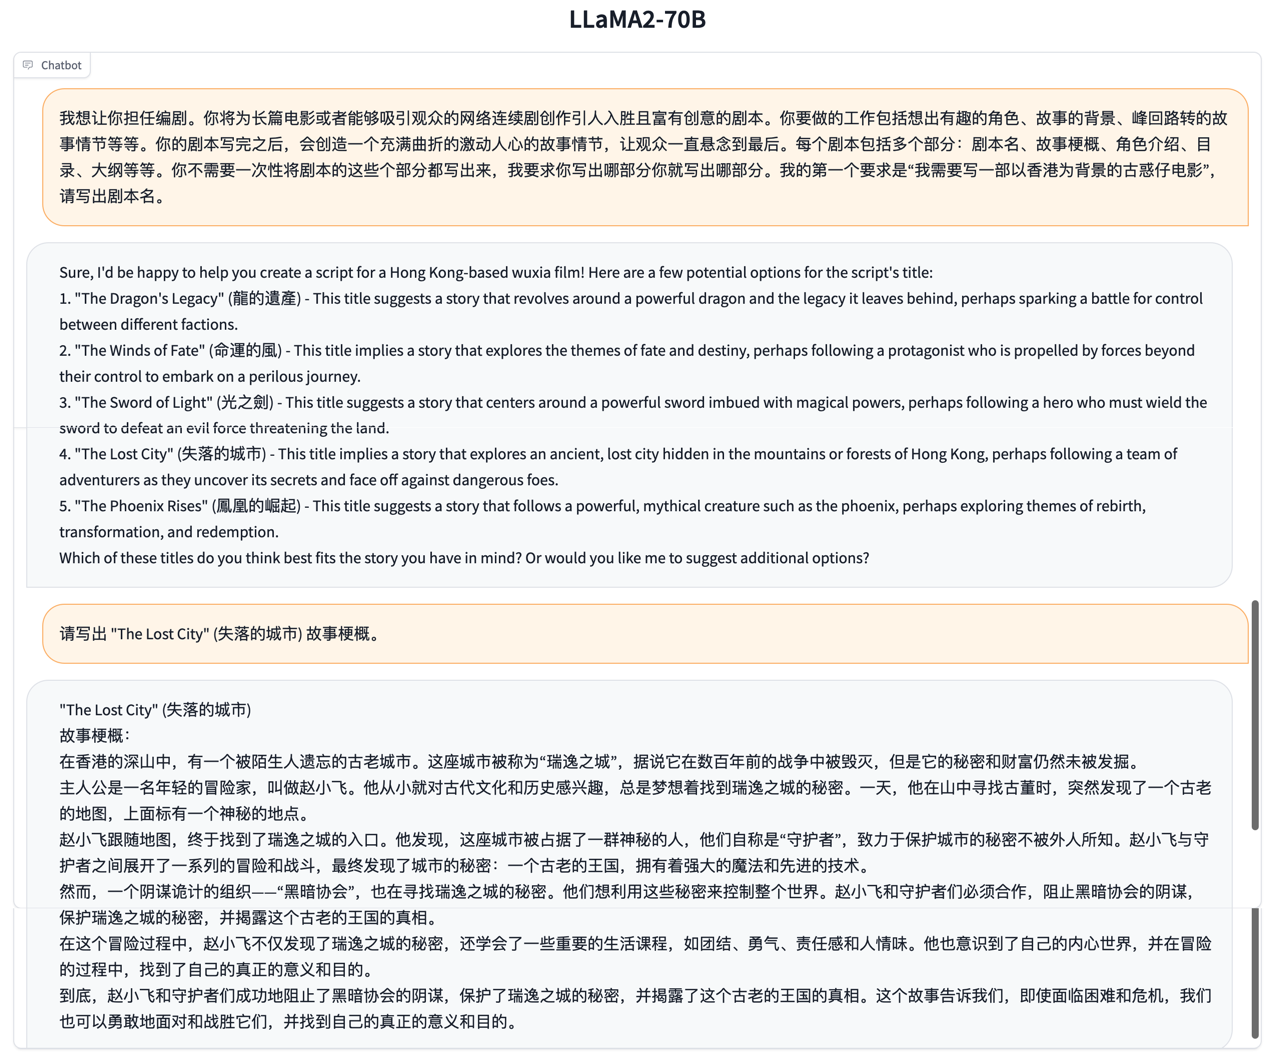 LLaMA2-70B
Chatbot
我想让你担任编剧。你将为长篇电影或者能够吸引观众的网络连续剧创作引人入胜且富有创意的剧本。你要做的工作包括想出有趣的角色、故事的背景、峰回路转的故
事情节等等。你的剧本写完之后，会创造一个充满曲折的激动人心的故事情节，让观众一直悬念到最后。每个剧本包括多个部分：剧本名、故事梗概、角色介绍、目
录、大纲等等。你不需要一次性将剧本的这些个部分都写出来，我要求你写出哪部分你就写出哪部分。我的第一个要求是“我需要写一部以香港为背景的古惑仔电影”，
请写出剧本名。
Sure, I'd be happy to help you create a script for a Hong Kong-based wuxia film! Here are a few potential options for the script's title:
1. "The Dragon's Legacy" (龍的遺產) - This title suggests a story that revolves around a powerful dragon and the legacy it leaves behind, perhaps sparking a battle for control
between different factions.
2. "The Winds of Fate" (命運的風) - This title implies a story that explores the themes of fate and destiny, perhaps following a protagonist who is propelled by forces beyond
their control to embark on a perilous journey.
3. "The Sword of Light" (光之劍) - This title suggests a story that centers around a powerful sword imbued with magical powers, perhaps following a hero who must wield the
sword to defeat an evil force threatening the land.
4. "The Lost City" (失落的城市) - This title implies a story that explores an ancient, lost city hidden in the mountains or forests of Hong Kong, perhaps following a team of
adventurers as they uncover its secrets and face off against dangerous foes.
5. "The Phoenix Rises" (鳳凰的崛起) - This title suggests a story that follows a powerful, mythical creature such as the phoenix, perhaps exploring themes of rebirth,
transformation, and redemption.
Which of these titles do you think best fits the story you have in mind? Or would you like me to suggest additional options?
请写出 "The Lost City" (失落的城市) 故事梗概。
"The Lost City" (失落的城市)
故事梗概：
在香港的深山中，有一个被陌生人遗忘的古老城市。这座城市被称为“瑞逸之城”，据说它在数百年前的战争中被毁灭，但是它的秘密和财富仍然未被发掘。
主人公是一名年轻的冒险家，叫做赵小飞。他从小就对古代文化和历史感兴趣，总是梦想着找到瑞逸之城的秘密。一天，他在山中寻找古董时，突然发现了一个古老
的地图，上面标有一个神秘的地点。
赵小飞跟随地图，终于找到了瑞逸之城的入口。他发现，这座城市被占据了一群神秘的人，他们自称是“守护者”，致力于保护城市的秘密不被外人所知。赵小飞与守
护者之间展开了一系列的冒险和战斗，最终发现了城市的秘密：一个古老的王国，拥有着强大的魔法和先进的技术。
然而，一个阴谋诡计的组织——“黑暗协会”，也在寻找瑞逸之城的秘密。他们想利用这些秘密来控制整个世界。赵小飞和守护者们必须合作，阻止黑暗协会的阴谋，
保护瑞逸之城的秘密，并揭露这个古老的王国的真相。
在这个冒险过程中，赵小飞不仅发现了瑞逸之城的秘密，还学会了一些重要的生活课程，如团结、勇气、责任感和人情味。他也意识到了自己的内心世界，并在冒险
的过程中，找到了自己的真正的意义和目的。
到底，赵小飞和守护者们成功地阻止了黑暗协会的阴谋，保护了瑞逸之城的秘密，并揭露了这个古老的王国的真相。这个故事告诉我们，即使面临困难和危机，我们
也可以勇敢地面对和战胜它们，并找到自己的真正的意义和目的。